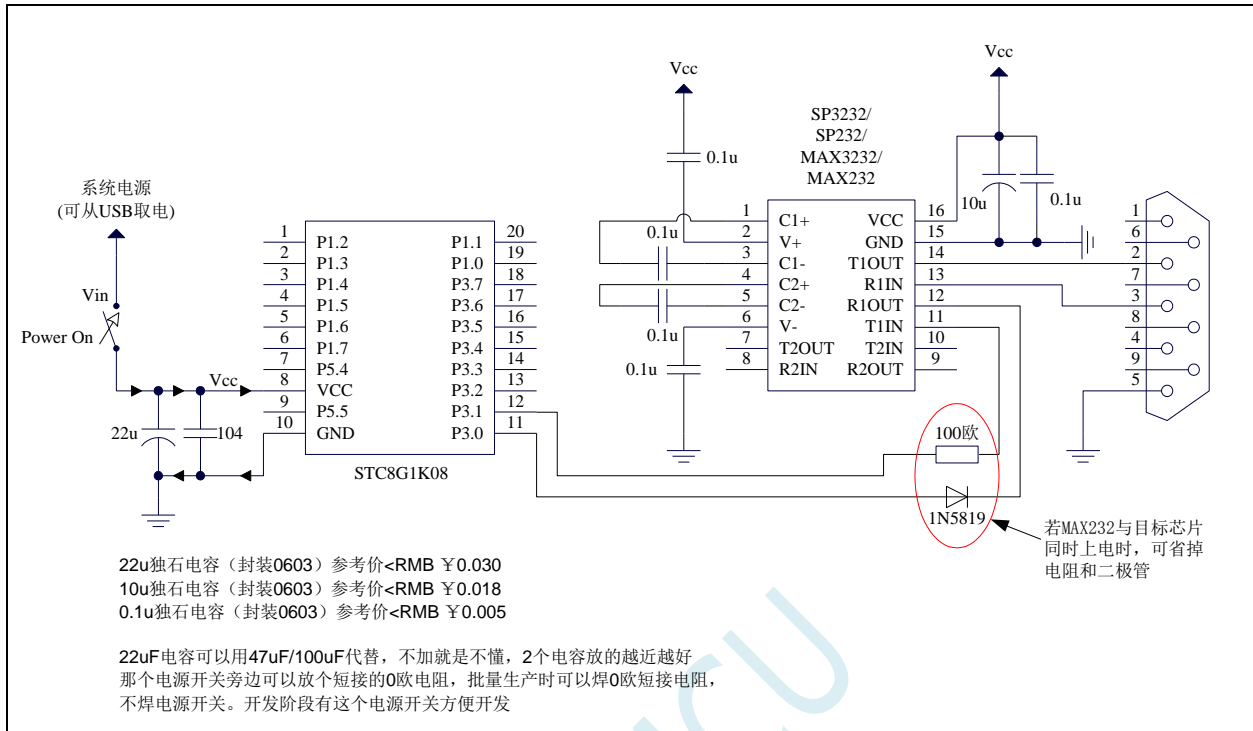 Vcc
Vcc
SP3232/
SP232/
MAX3232/
MAX232
0.1u
10u
0.1u
系统电源
(可从USB取电)
Vin
Power On
Vcc
22u
104
1 P1.2 P1.1 20
2 P1.3 P1.0 19
3 P1.4 P3.7 18
4 P1.5 P3.6 17
5 P1.6 P3.5 16
6 P1.7 P3.4 15
7 P5.4 P3.3 14
8 VCC P3.2 13
9 P5.5 P3.1 12
10 GND P3.0 11
STC8G1K08
0.1u
0.1u
0.1u
1 C1+ VCC 16
2 V+ GND 15
3 C1- T1OUT 14
4 C2+ R1IN 13
5 C2- R1OUT 12
6 V- T1IN 11
7 T2OUT T2IN 10
8 R2IN R2OUT 9
1
6
2
7
3
8
4
9
5
100欧
1N5819
若MAX232与目标芯片
同时上电时，可省掉
电阻和二极管
22u独石电容（封装0603）参考价<RMB ￥0.030
10u独石电容（封装0603）参考价<RMB ￥0.018
0.1u独石电容（封装0603）参考价<RMB ￥0.005
22uF电容可以用47uF/100uF代替，不加就是不懂，2个电容放的越近越好
那个电源开关旁边可以放个短接的0欧电阻，批量生产时可以焊0欧短接电阻，
不焊电源开关。开发阶段有这个电源开关方便开发
MCU